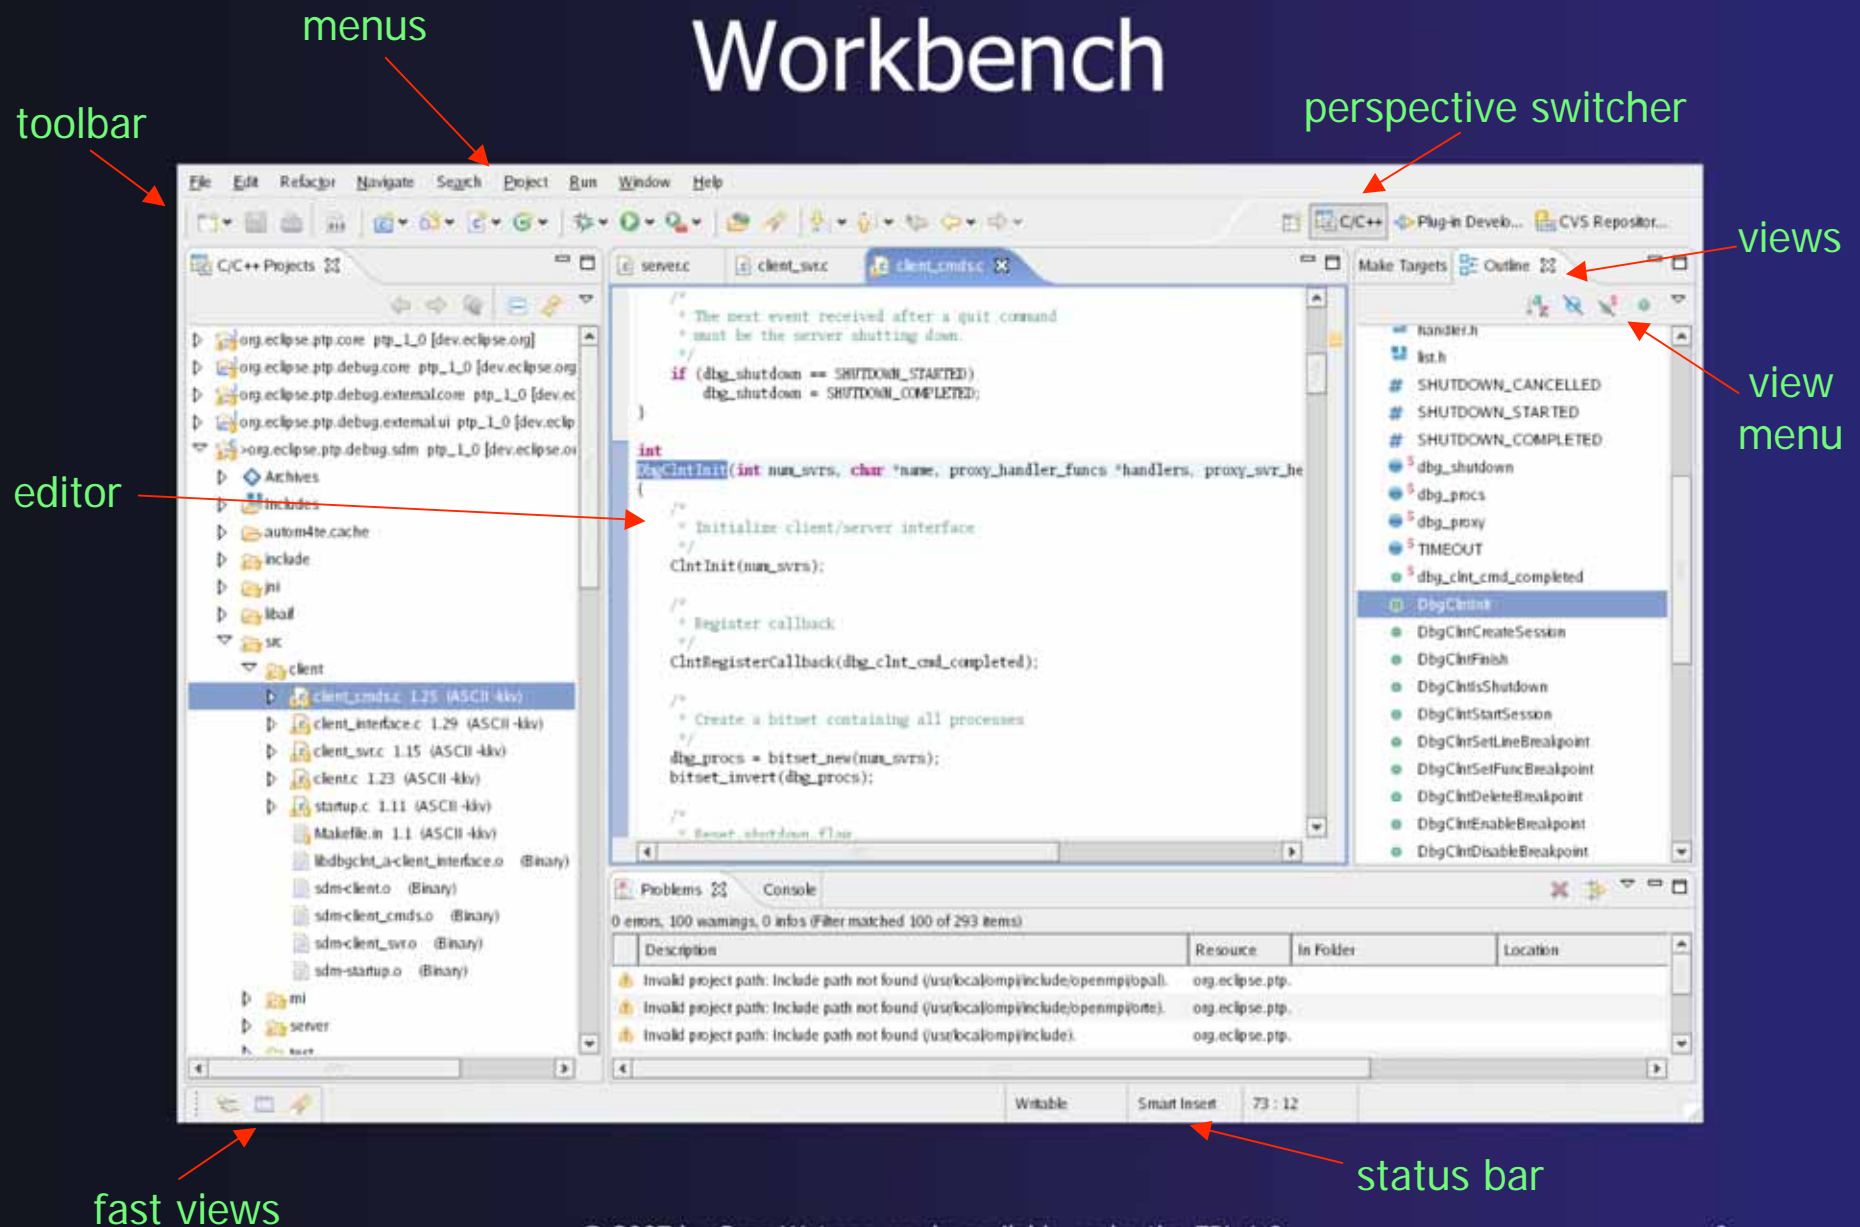 menus
Workbench
toolbar
perspective switcher
File Edit Refactor Navigate Search Project Run Window Help
C/C++ Plug-in Develo... CVS Repositor...
views
C/C++ Projects
server.c client_svr.c client_cmds.c
Make Targets Outline
view menu
editor
org.eclipse.ptp.core ptp_1_0 [dev.eclipse.org]
org.eclipse.ptp.debug.core ptp_1_0 [dev.eclipse.org
org.eclipse.ptp.debug.external.core ptp_1_0 [dev.ec
org.eclipse.ptp.debug.external.ui ptp_1_0 [dev.eclip
>org.eclipse.ptp.debug.sdm ptp_1_0 [dev.eclipse.or
Archives
Includes
autom4te.cache
include
jni
libaif
src
client
client_cmds.c 1.25 (ASCII -kkv)
client_interface.c 1.29 (ASCII -kkv)
client_svr.c 1.15 (ASCII -kkv)
client.c 1.23 (ASCII -kkv)
startup.c 1.11 (ASCII -kkv)
Makefile.in 1.1 (ASCII -kkv)
libdbgclnt_a-client_interface.o (Binary)
sdm-client.o (Binary)
sdm-client_cmds.o (Binary)
sdm-client_svr.o (Binary)
sdm-startup.o (Binary)
mi
server
test
/*
* The next event received after a quit command
* must be the server shutting down.
*/
if (dbg_shutdown == SHUTDOWN_STARTED)
dbg_shutdown = SHUTDOWN_COMPLETED;
}
int
DbgClntInit(int num_svrs, char *name, proxy_handler_funcs *handlers, proxy_svr_he
{
/*
* Initialize client/server interface
*/
ClntInit(num_svrs);
/*
* Register callback
*/
ClntRegisterCallback(dbg_clnt_cmd_completed);
/*
* Create a bitset containing all processes
*/
dbg_procs = bitset_new(num_svrs);
bitset_invert(dbg_procs);
/*
* Reset shutdown flag
handler.h
list.h
# SHUTDOWN_CANCELLED
# SHUTDOWN_STARTED
# SHUTDOWN_COMPLETED
S dbg_shutdown
S dbg_procs
S dbg_proxy
S TIMEOUT
S dbg_clnt_cmd_completed
DbgClntInit
DbgClntCreateSession
DbgClntFinish
DbgClntIsShutdown
DbgClntStartSession
DbgClntSetLineBreakpoint
DbgClntSetFuncBreakpoint
DbgClntDeleteBreakpoint
DbgClntEnableBreakpoint
DbgClntDisableBreakpoint
Problems Console
0 errors, 100 warnings, 0 infos (Filter matched 100 of 293 items)
Description Resource In Folder Location
Invalid project path: Include path not found (/usr/local/ompi/include/openmpi/opal). org.eclipse.ptp.
Invalid project path: Include path not found (/usr/local/ompi/include/openmpi/orte). org.eclipse.ptp.
Invalid project path: Include path not found (/usr/local/ompi/include). org.eclipse.ptp.
Writable Smart Insert 73 : 12
status bar
fast views